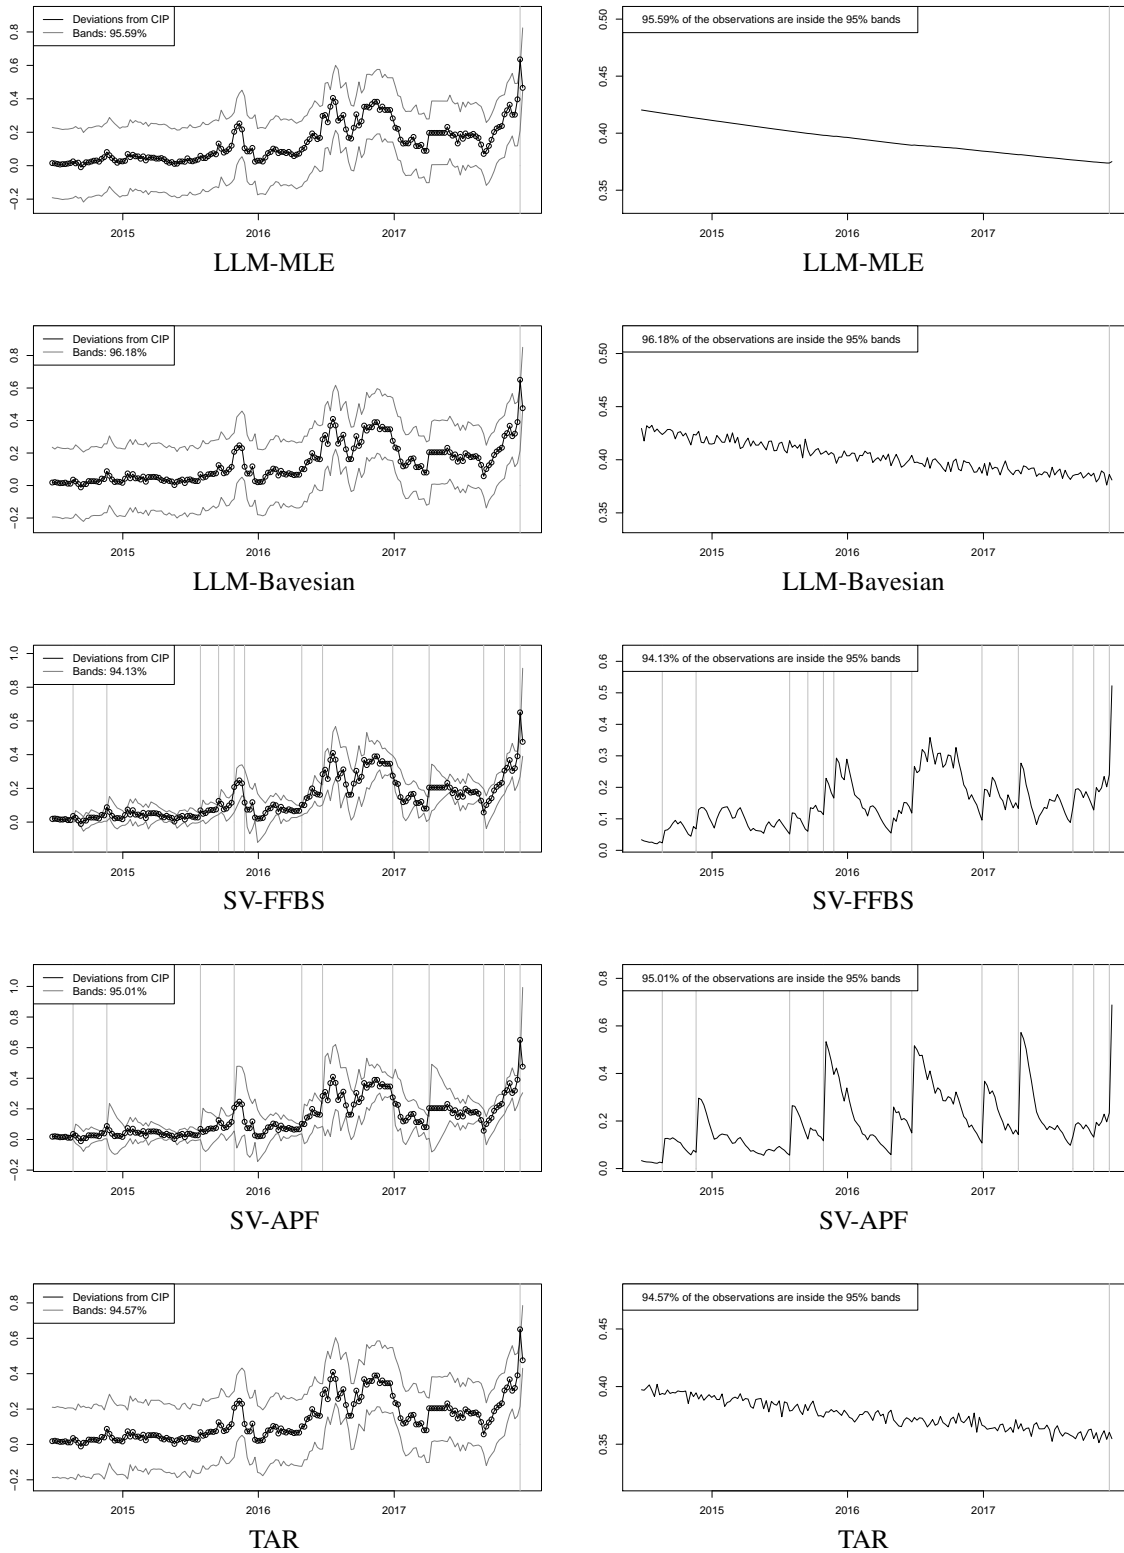 Deviations from CIP
Bands: 95.59%
0.8
0.6
0.4
0.2
0.0
−0.2
2015 2016 2017
LLM-MLE
95.59% of the observations are inside the 95% bands
0.50
0.45
0.40
0.35
2015 2016 2017
LLM-MLE
Deviations from CIP
Bands: 96.18%
0.8
0.6
0.4
0.2
0.0
−0.2
2015 2016 2017
LLM-Bayesian
96.18% of the observations are inside the 95% bands
0.50
0.45
0.40
0.35
2015 2016 2017
LLM-Bayesian
Deviations from CIP
Bands: 94.13%
1.0
0.8
0.6
0.4
0.2
0.0
2015 2016 2017
SV-FFBS
94.13% of the observations are inside the 95% bands
0.6
0.5
0.4
0.3
0.2
0.1
0.0
2015 2016 2017
SV-FFBS
Deviations from CIP
Bands: 95.01%
1.0
0.8
0.6
0.4
0.2
0.0
−0.2
2015 2016 2017
SV-APF
95.01% of the observations are inside the 95% bands
0.8
0.6
0.4
0.2
0.0
2015 2016 2017
SV-APF
Deviations from CIP
Bands: 94.57%
0.8
0.6
0.4
0.2
0.0
−0.2
2015 2016 2017
TAR
94.57% of the observations are inside the 95% bands
0.45
0.40
0.35
2015 2016 2017
TAR